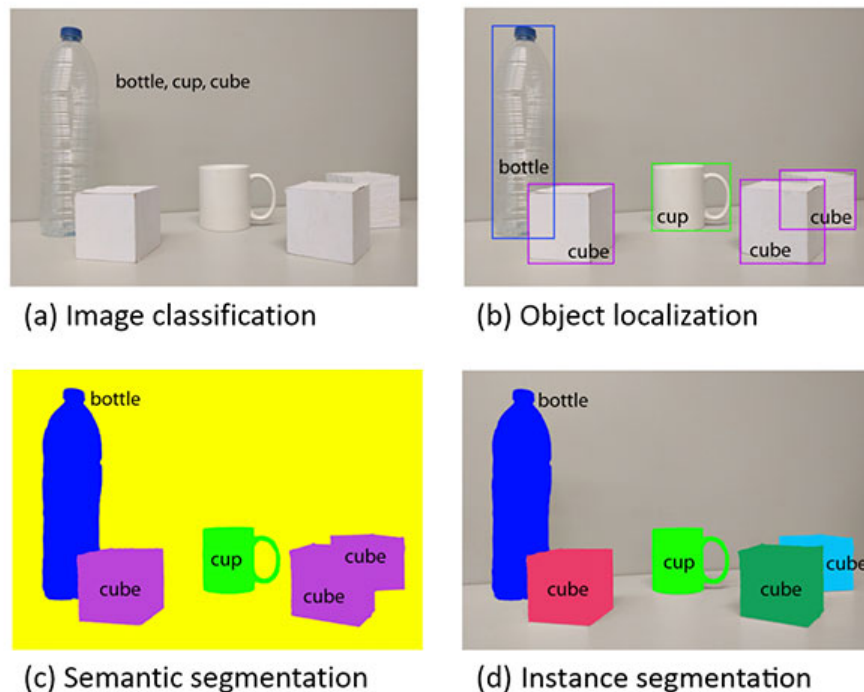 bottle, cup, cube
bottle
cup
cube
cube
cube
(a) Image classification
(b) Object localization
bottle
cup
cube
cube
cube
bottle
cup
cube
cube
cube
(c) Semantic segmentation
(d) Instance segmentation